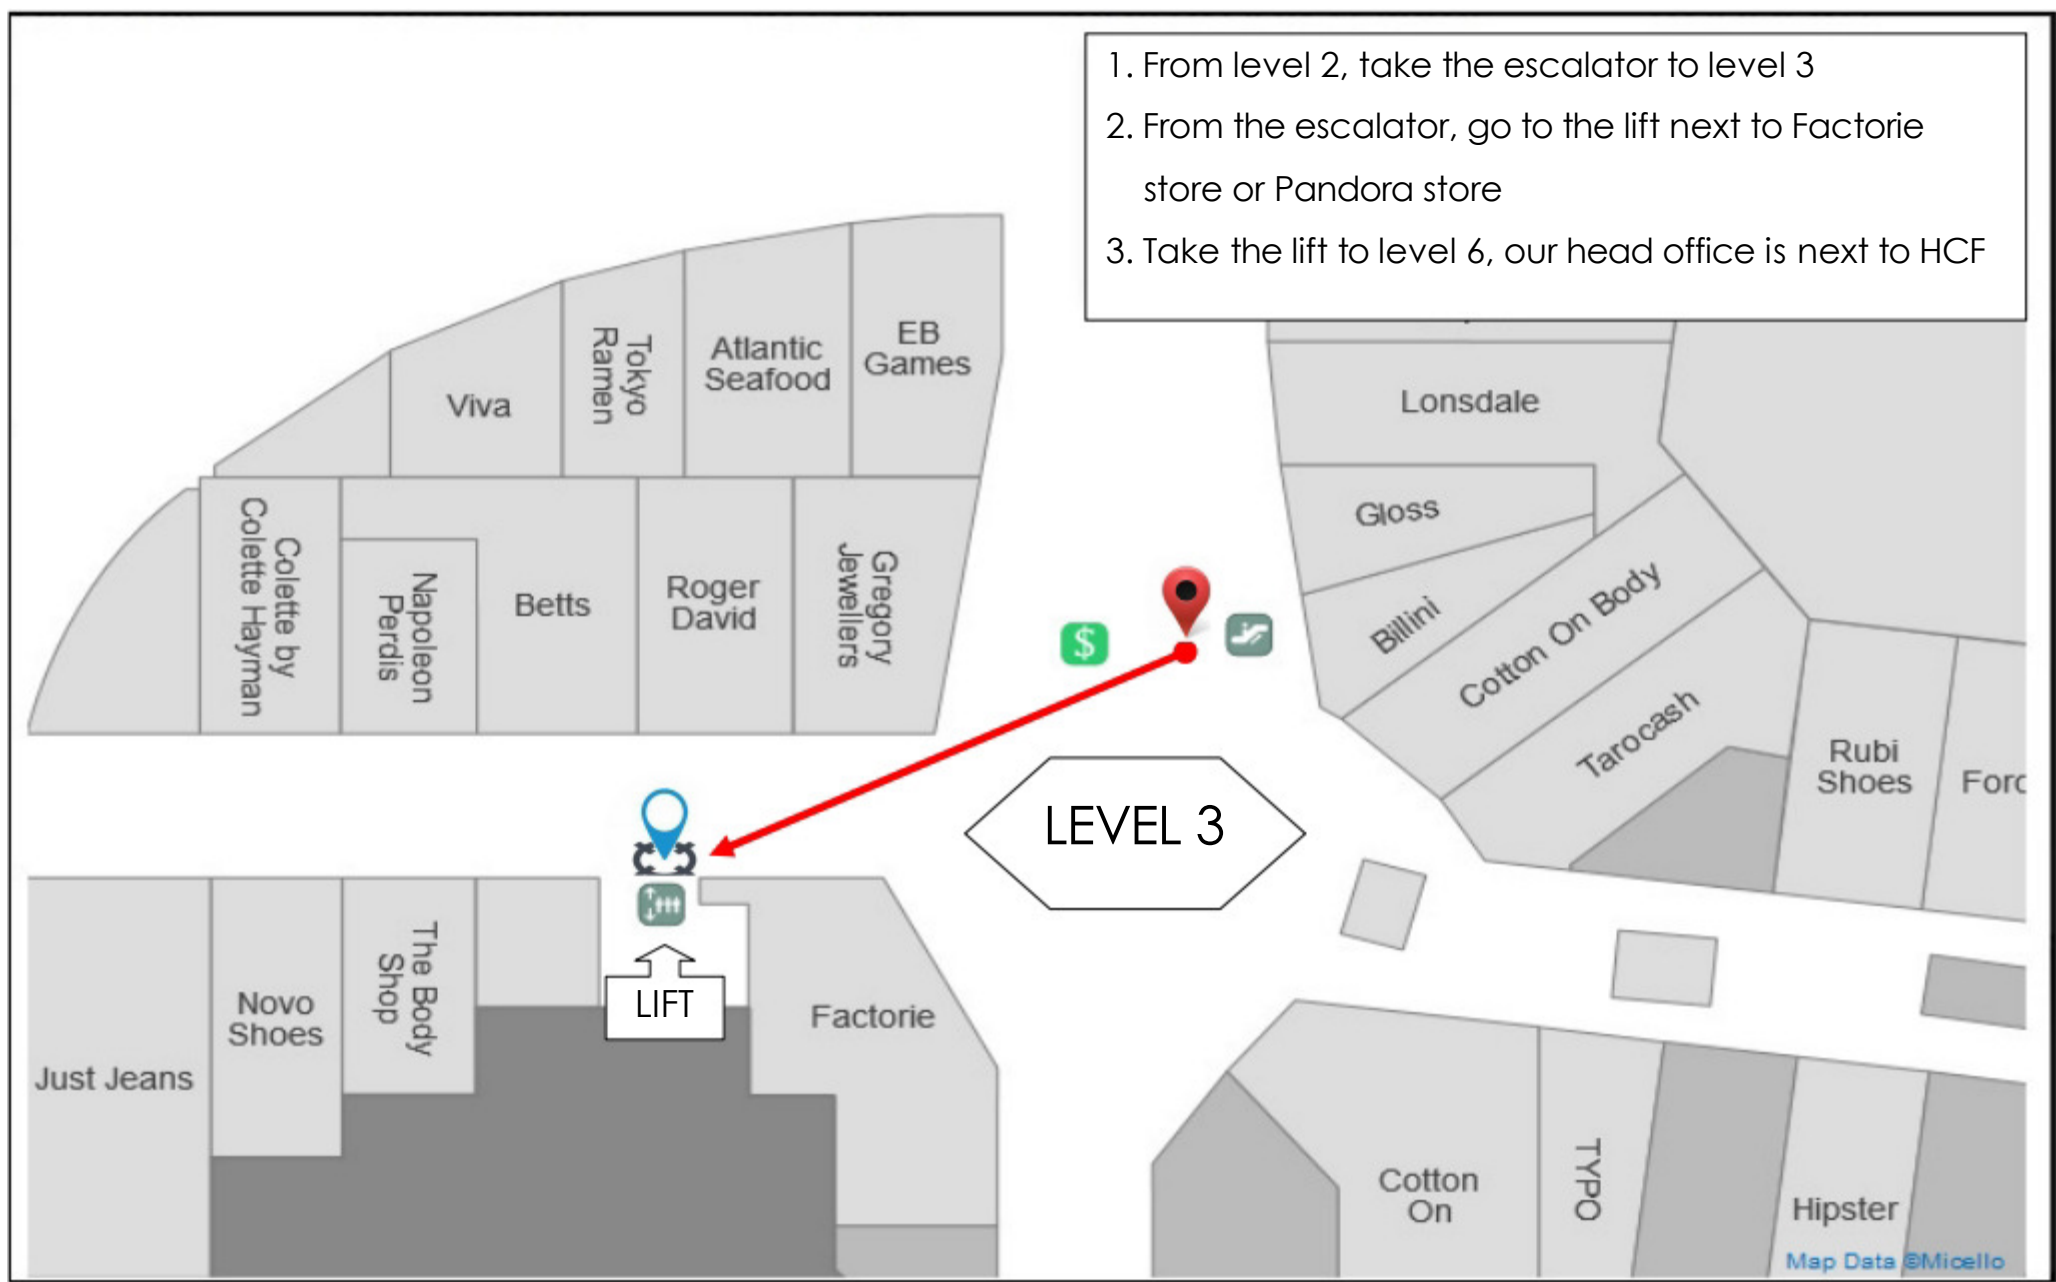 1. From level 2, take the escalator to level 3
2. From the escalator, go to the lift next to Factorie
store or Pandora store
3. Take the lift to level 6, our head office is next to HCF
EB
Games
Atlantic
Seafood
Tokyo
Ramen
Viva
Lonsdale
Gloss
Billini
Cotton On Body
Tarocash
Rubi
Shoes
Colette by
Colette Hayman
Napoleon
Perdis
Betts
Roger
David
Gregory
Jewellers
$
LEVEL 3
LIFT
Just Jeans
Novo
Shoes
The Body
Shop
Factorie
Cotton
On
TYPO
Hipster
Map Data ©Micello